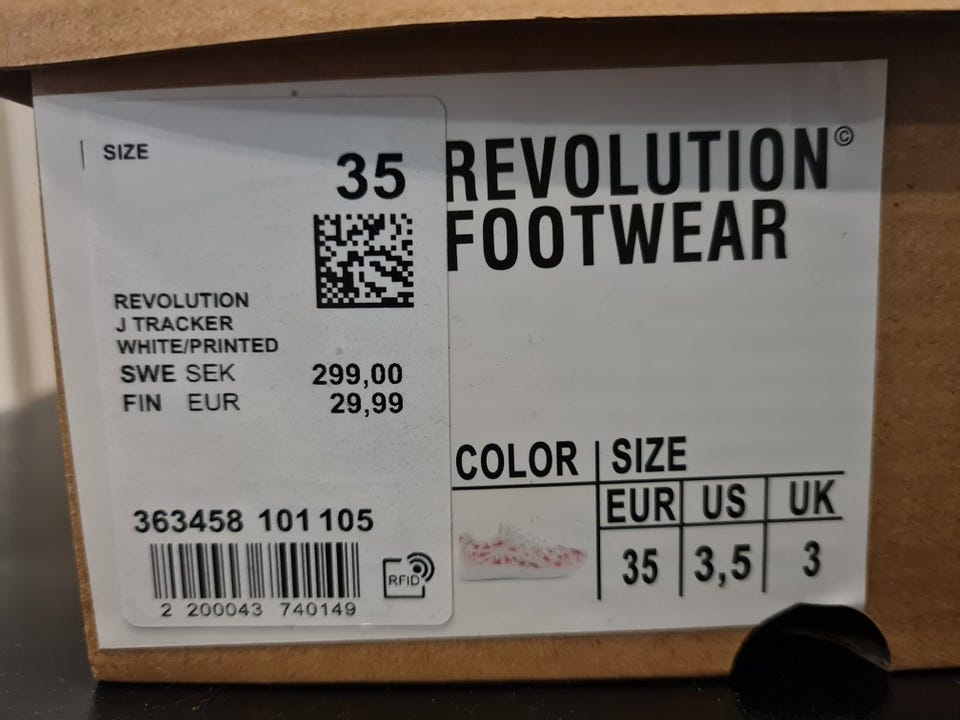 SIZE
35
REVOLUTION
J TRACKER
WHITE/PRINTED
SWE SEK 299,00
FIN EUR 29,99
363458 101 105
2 200043 740149
RFID
REVOLUTION©
FOOTWEAR
COLOR SIZE
EUR US UK
35 3,5 3